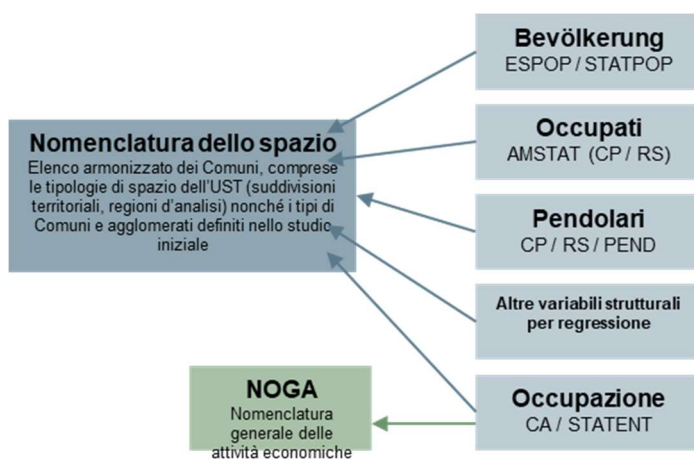 Nomenclatura dello spazio
Elenco armonizzato dei Comuni, comprese
le tipologie di spazio dell'UST (suddivisioni
territoriali, regioni d'analisi) nonché i tipi di
Comuni e agglomerati definiti nello studio
iniziale
NOGA
Nomenclatura
generale delle
attività economiche
Bevölkerung
ESPOP / STATPOP
Occupati
AMSTAT (CP / RS)
Pendolari
CP / RS / PEND
Altre variabili strutturali
per regressione
Occupazione
CA / STATENT